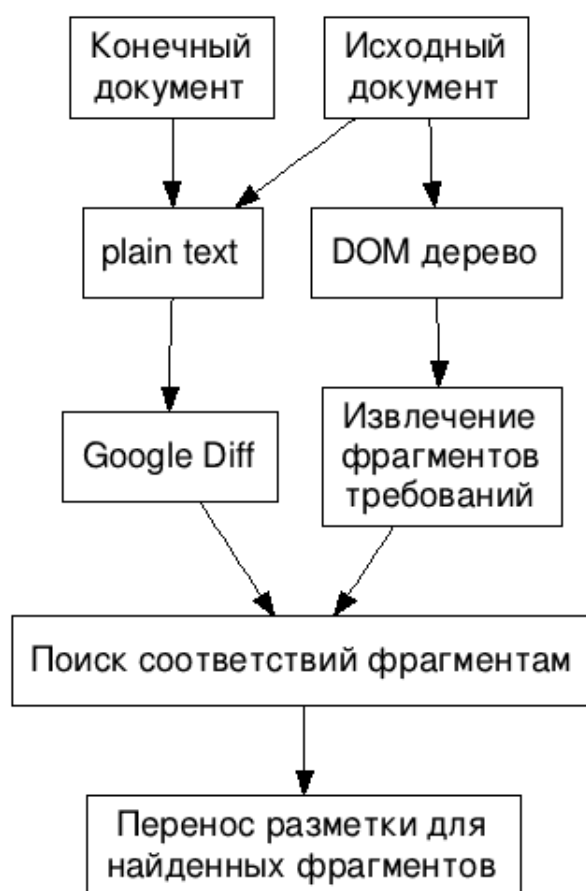 Конечный
документ
Исходный
документ
plain text
DOM дерево
Google Diff
Извлечение
фрагментов
требований
Поиск соответствий фрагментам
Перенос разметки для
найденных фрагментов